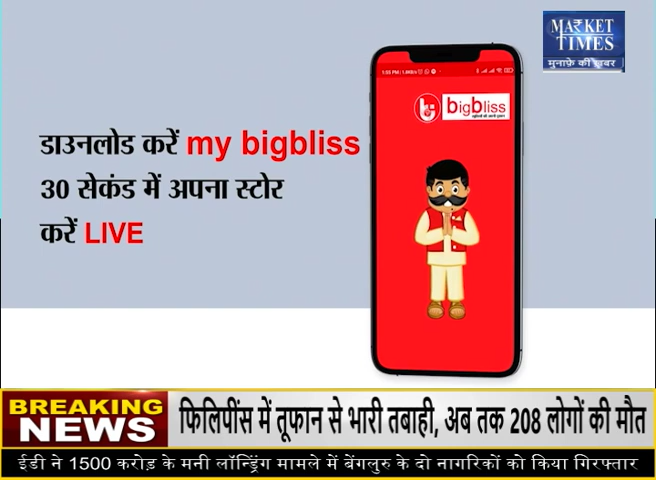 MARKET
TIMES
मुनाफ़े की ख़बर
bigbliss
डाउनलोड करें my bigbliss
30 सेकंड में अपना स्टोर
करें LIVE
BREAKING
NEWS
फिलिपींस में तूफान से भारी तबाही, अब तक 208 लोगों की मौत
ईडी ने 1500 करोड़ के मनी लॉन्ड्रिंग मामले में बेंगलुरु के दो नागरिकों को किया गिरफ्तार